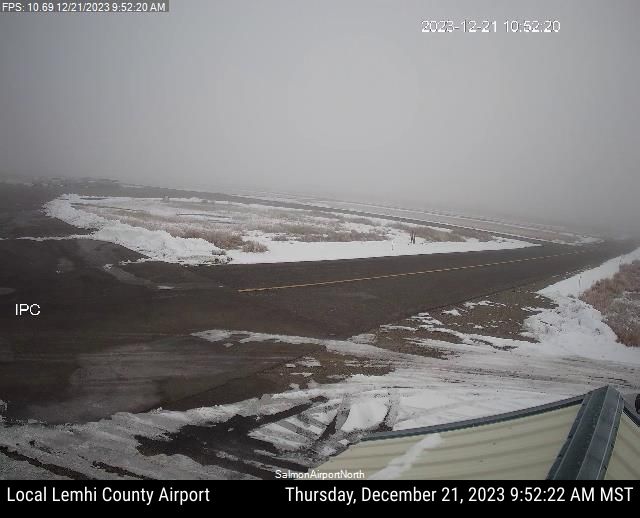 FPS: 10.69 12/21/2023 9:52:20 AM
2023-12-21 10:52:20
IPC
SalmonAirportNorth
Local Lemhi County Airport
Thursday, December 21, 2023 9:52:22 AM MST